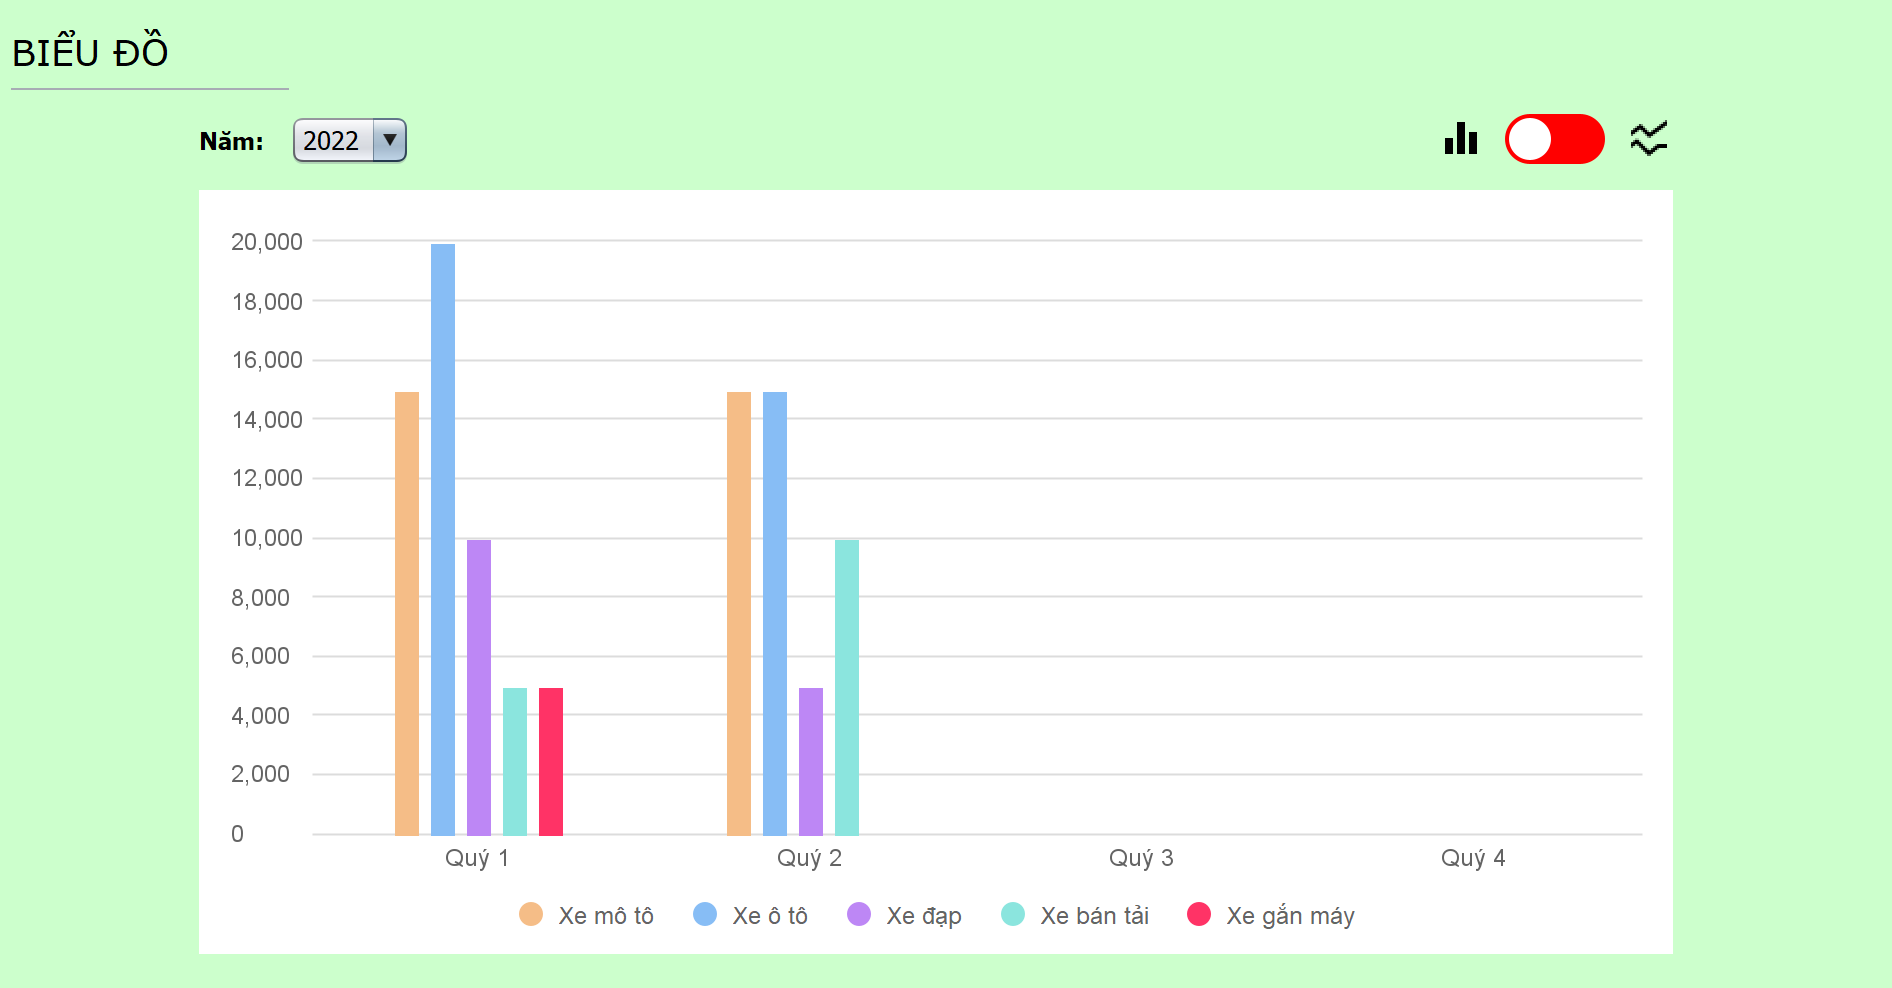 BIỂU ĐỒ
Năm: 2022
20,000
18,000
16,000
14,000
12,000
10,000
8,000
6,000
4,000
2,000
0
Quý 1 Quý 2 Quý 3 Quý 4
Xe mô tô Xe ô tô Xe đạp Xe bán tải Xe gắn máy